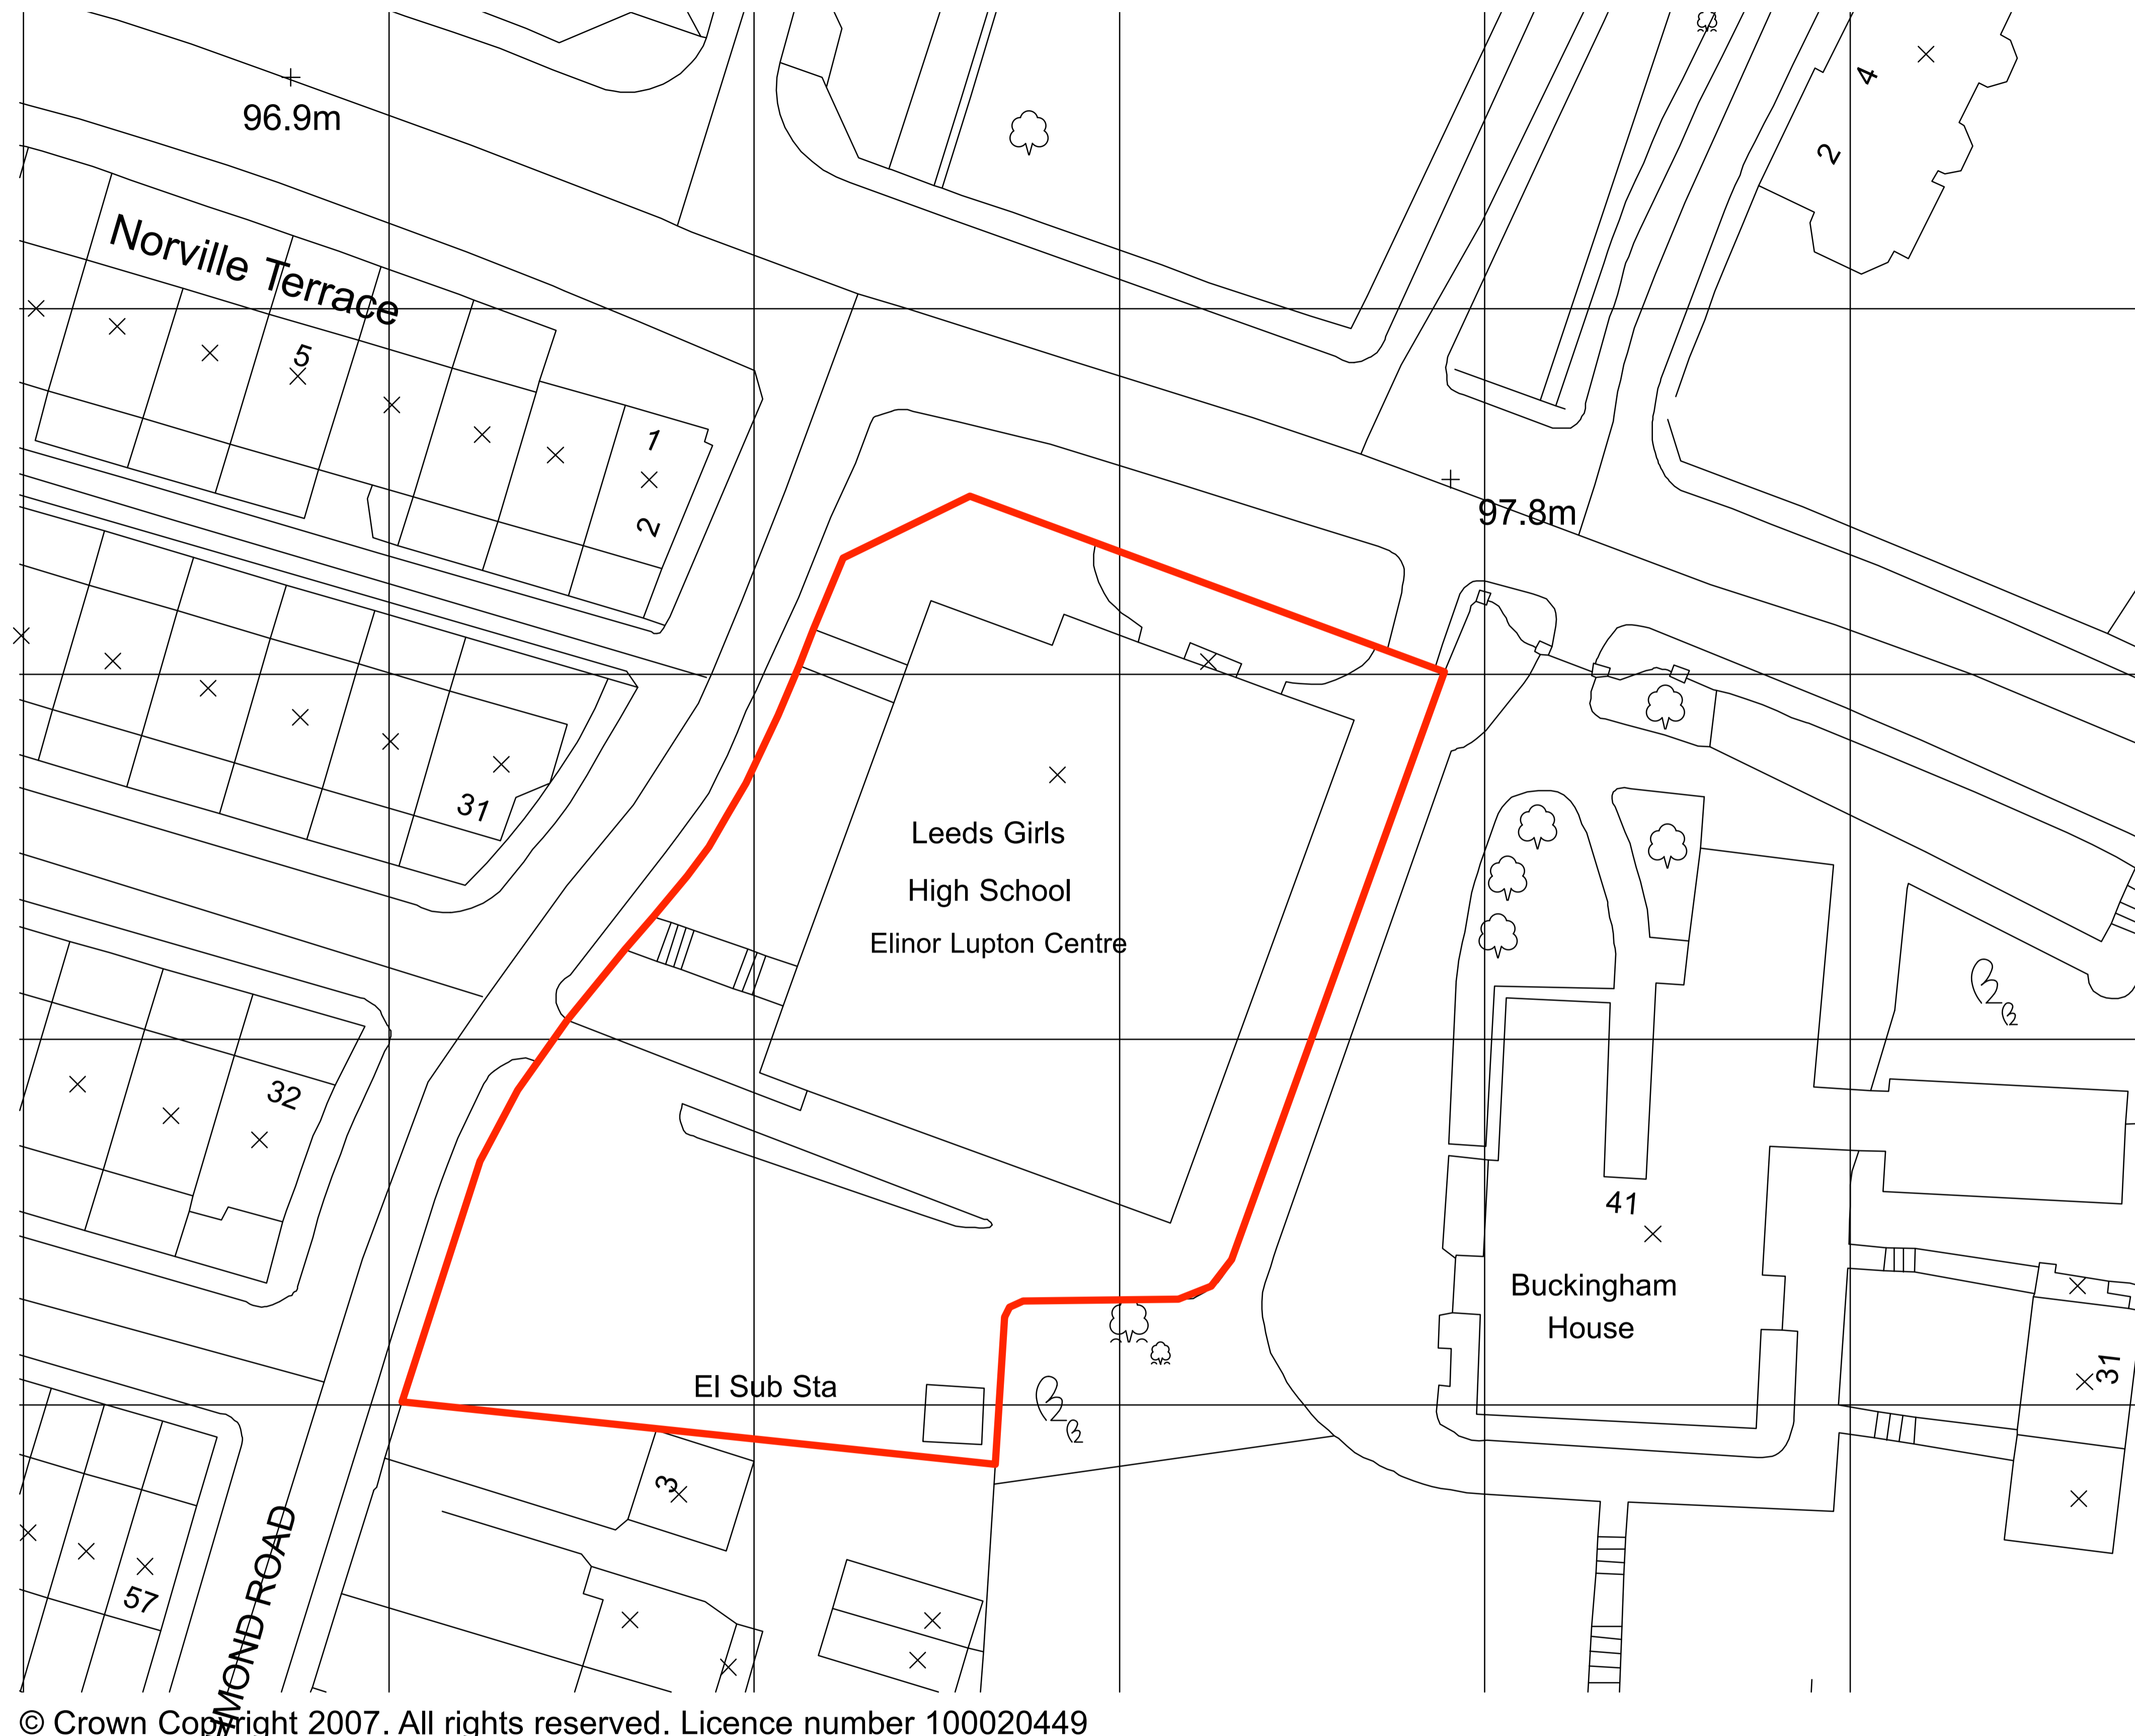 4
96.9m
2
Norville Terrace
5
1
2
97.8m
31
Leeds Girls
High School
Elinor Lupton Centre
32
41
Buckingham
House
31
El Sub Sta
3
57
MOND ROAD
© Crown Copyright 2007. All rights reserved. Licence number 100020449